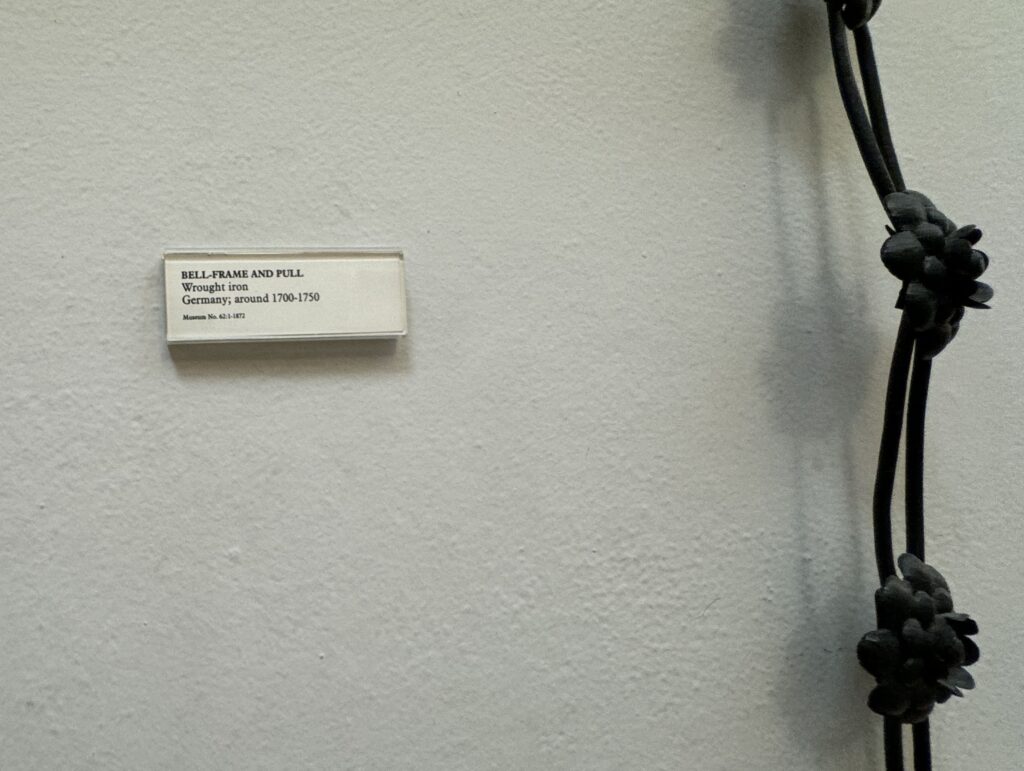 BELL-FRAME AND PULL
Wrought iron
Germany; around 1700-1750
Museum No. 62:1-1872